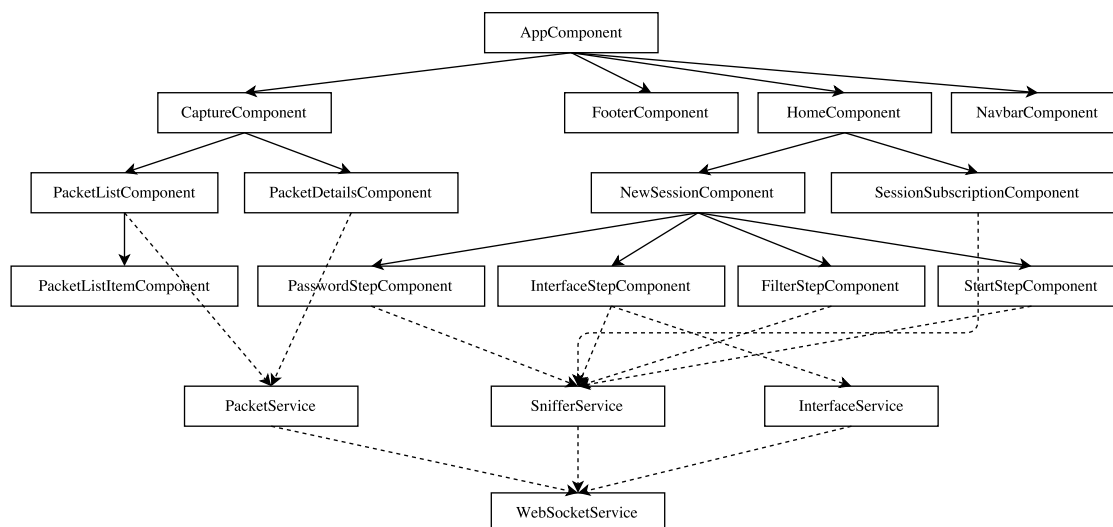 AppComponent
CaptureComponent
FooterComponent
HomeComponent
NavbarComponent
PacketListComponent
PacketDetailsComponent
NewSessionComponent
SessionSubscriptionComponent
PacketListItemComponent
PasswordStepComponent
InterfaceStepComponent
FilterStepComponent
StartStepComponent
PacketService
SnifferService
InterfaceService
WebSocketService